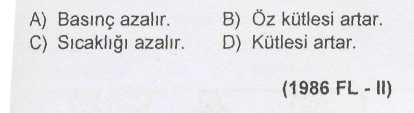 A) Basınç azalır. B) Öz kütlesi artar.
C) Sıcaklığı azalır. D) Kütlesi artar.
(1986 FL - II)